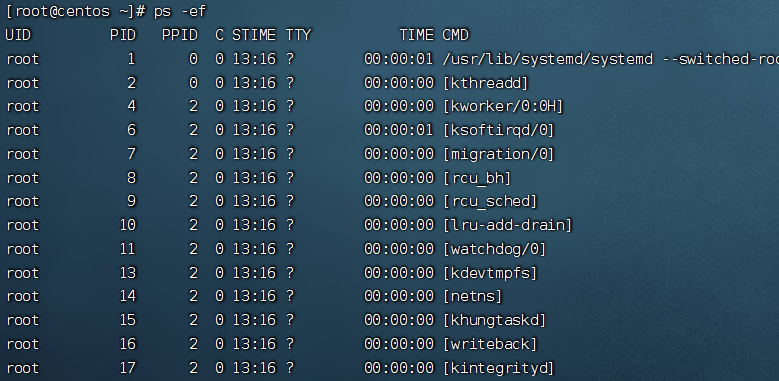 [root@centos ~]# ps -ef
UID        PID  PPID  C STIME TTY          TIME CMD
root         1     0  0 13:16 ?        00:00:01 /usr/lib/systemd/systemd --switched-roo
root         2     0  0 13:16 ?        00:00:00 [kthreadd]
root         4     2  0 13:16 ?        00:00:00 [kworker/0:0H]
root         6     2  0 13:16 ?        00:00:01 [ksoftirqd/0]
root         7     2  0 13:16 ?        00:00:00 [migration/0]
root         8     2  0 13:16 ?        00:00:00 [rcu_bh]
root         9     2  0 13:16 ?        00:00:00 [rcu_sched]
root        10     2  0 13:16 ?        00:00:00 [lru-add-drain]
root        11     2  0 13:16 ?        00:00:00 [watchdog/0]
root        13     2  0 13:16 ?        00:00:00 [kdevtmpfs]
root        14     2  0 13:16 ?        00:00:00 [netns]
root        15     2  0 13:16 ?        00:00:00 [khungtaskd]
root        16     2  0 13:16 ?        00:00:00 [writeback]
root        17     2  0 13:16 ?        00:00:00 [kintegrityd]